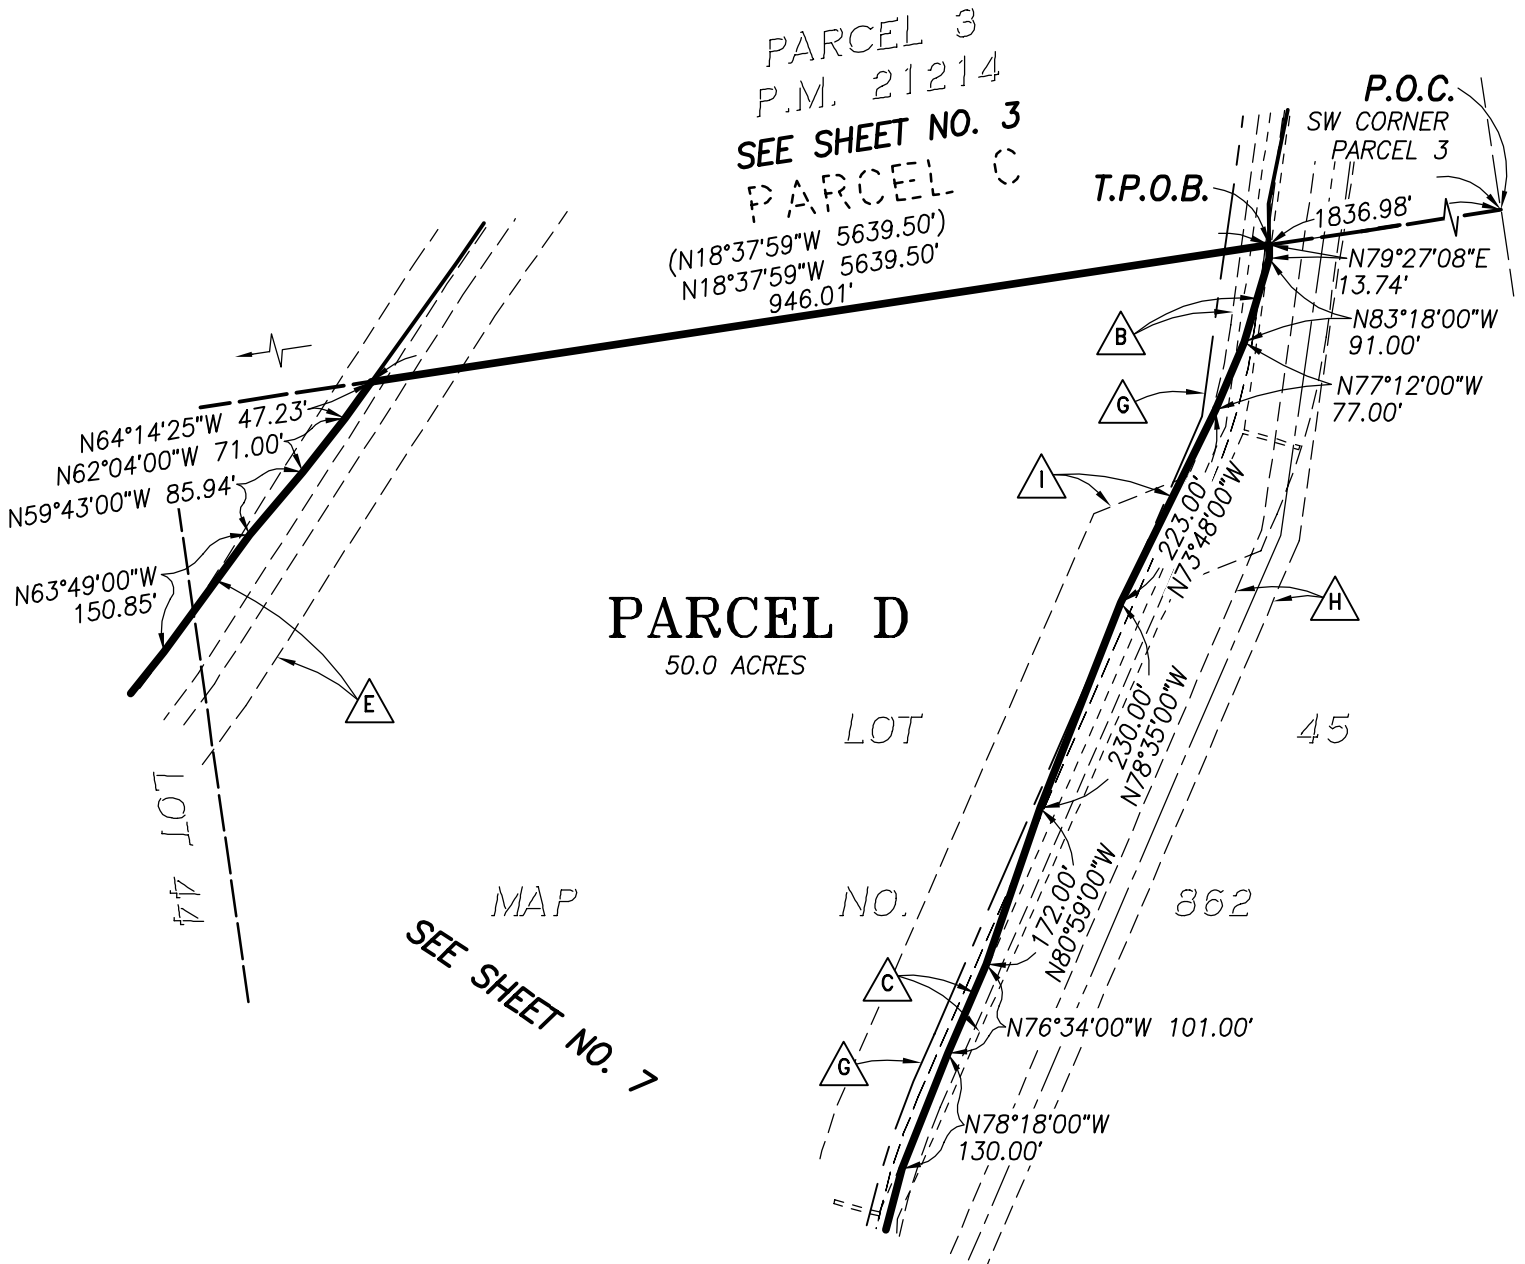 PARCEL 3
P.M. 21214
SEE SHEET NO. 3
PARCEL C
(N18°37'59"W 5639.50')
N18°37'59"W 5639.50'
946.01'
P.O.C.
SW CORNER
PARCEL 3
T.P.O.B.
1836.98'
N79°27'08"E
13.74'
N83°18'00"W
91.00'
N77°12'00"W
77.00'
B
G
I
223.00'
N73°48'00"W
H
N64°14'25"W 47.23'
N62°04'00"W 71.00'
N59°43'00"W 85.94'
N63°49'00"W
150.85'
E
PARCEL D
50.0 ACRES
230.00'
N78°35'00"W
LOT 45
LOT 44
MAP NO. 862
172.00'
N80°59'00"W
SEE SHEET NO. 7
C
N76°34'00"W 101.00'
G
N78°18'00"W
130.00'